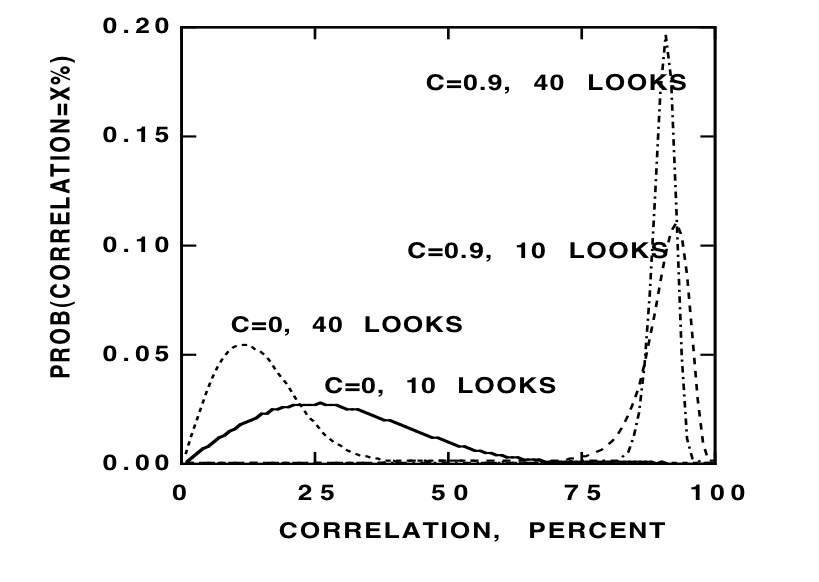 0.20
C=0.9, 40 LOOKS
0.15
PROB(CORRELATION=X%)
0.10
C=0.9, 10 LOOKS
C=0, 40 LOOKS
0.05
C=0, 10 LOOKS
0.00
0 25 50 75 100
CORRELATION, PERCENT